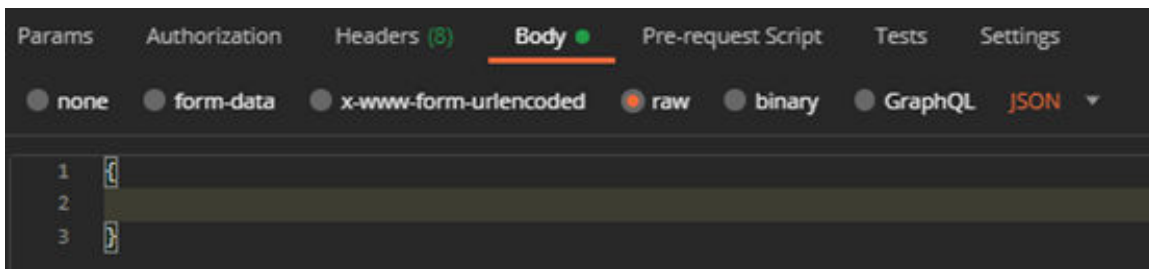 Params Authorization Headers (8) Body Pre-request Script Tests Settings
none form-data x-www-form-urlencoded raw binary GraphQL JSON
1 {
2
3 }